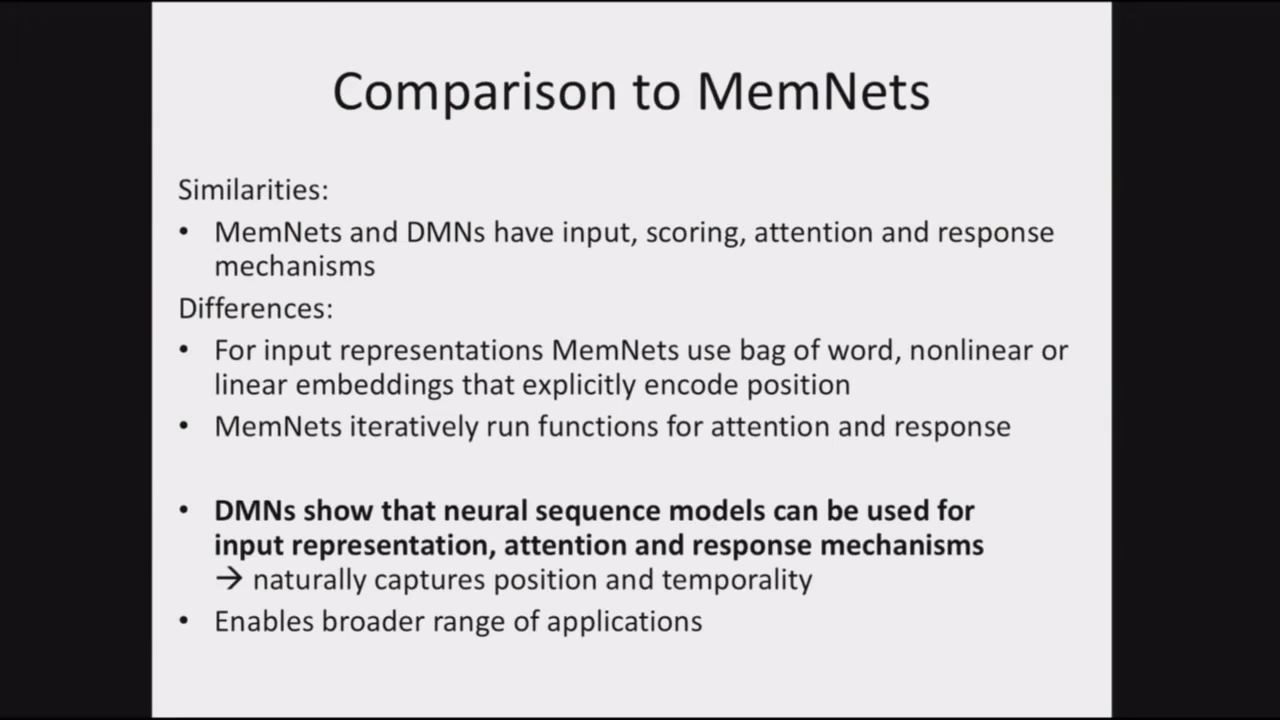 Comparison to MemNets
Similarities:
• MemNets and DMNs have input, scoring, attention and response
mechanisms
Differences:
• For input representations MemNets use bag of word, nonlinear or
linear embeddings that explicitly encode position
• MemNets iteratively run functions for attention and response
• DMNs show that neural sequence models can be used for
input representation, attention and response mechanisms
→ naturally captures position and temporality
• Enables broader range of applications